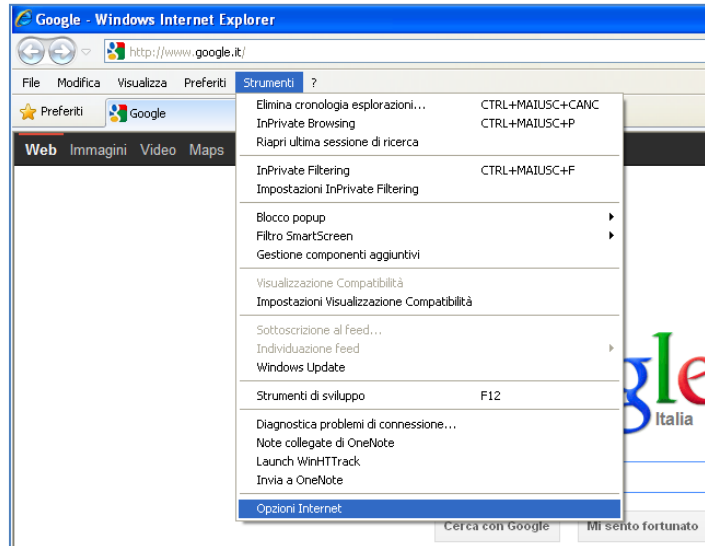 Google - Windows Internet Explorer
http://www.google.it/
File Modifica Visualizza Preferiti Strumenti ?
Preferiti Google
Web Immagini Video Maps
Elimina cronologia esplorazioni... CTRL+MAIUSC+CANC
InPrivate Browsing CTRL+MAIUSC+P
Riapri ultima sessione di ricerca
InPrivate Filtering CTRL+MAIUSC+F
Impostazioni InPrivate Filtering
Blocco popup
Filtro SmartScreen
Gestione componenti aggiuntivi
Visualizzazione Compatibilità
Impostazioni Visualizzazione Compatibilità
Sottoscrizione al feed...
Individuazione feed
Windows Update
Strumenti di sviluppo F12
Diagnostica problemi di connessione...
Note collegate di OneNote
Launch WinHTTrack
Invia a OneNote
Opzioni Internet
gle
Italia
Cerca con Google Mi sento fortunato